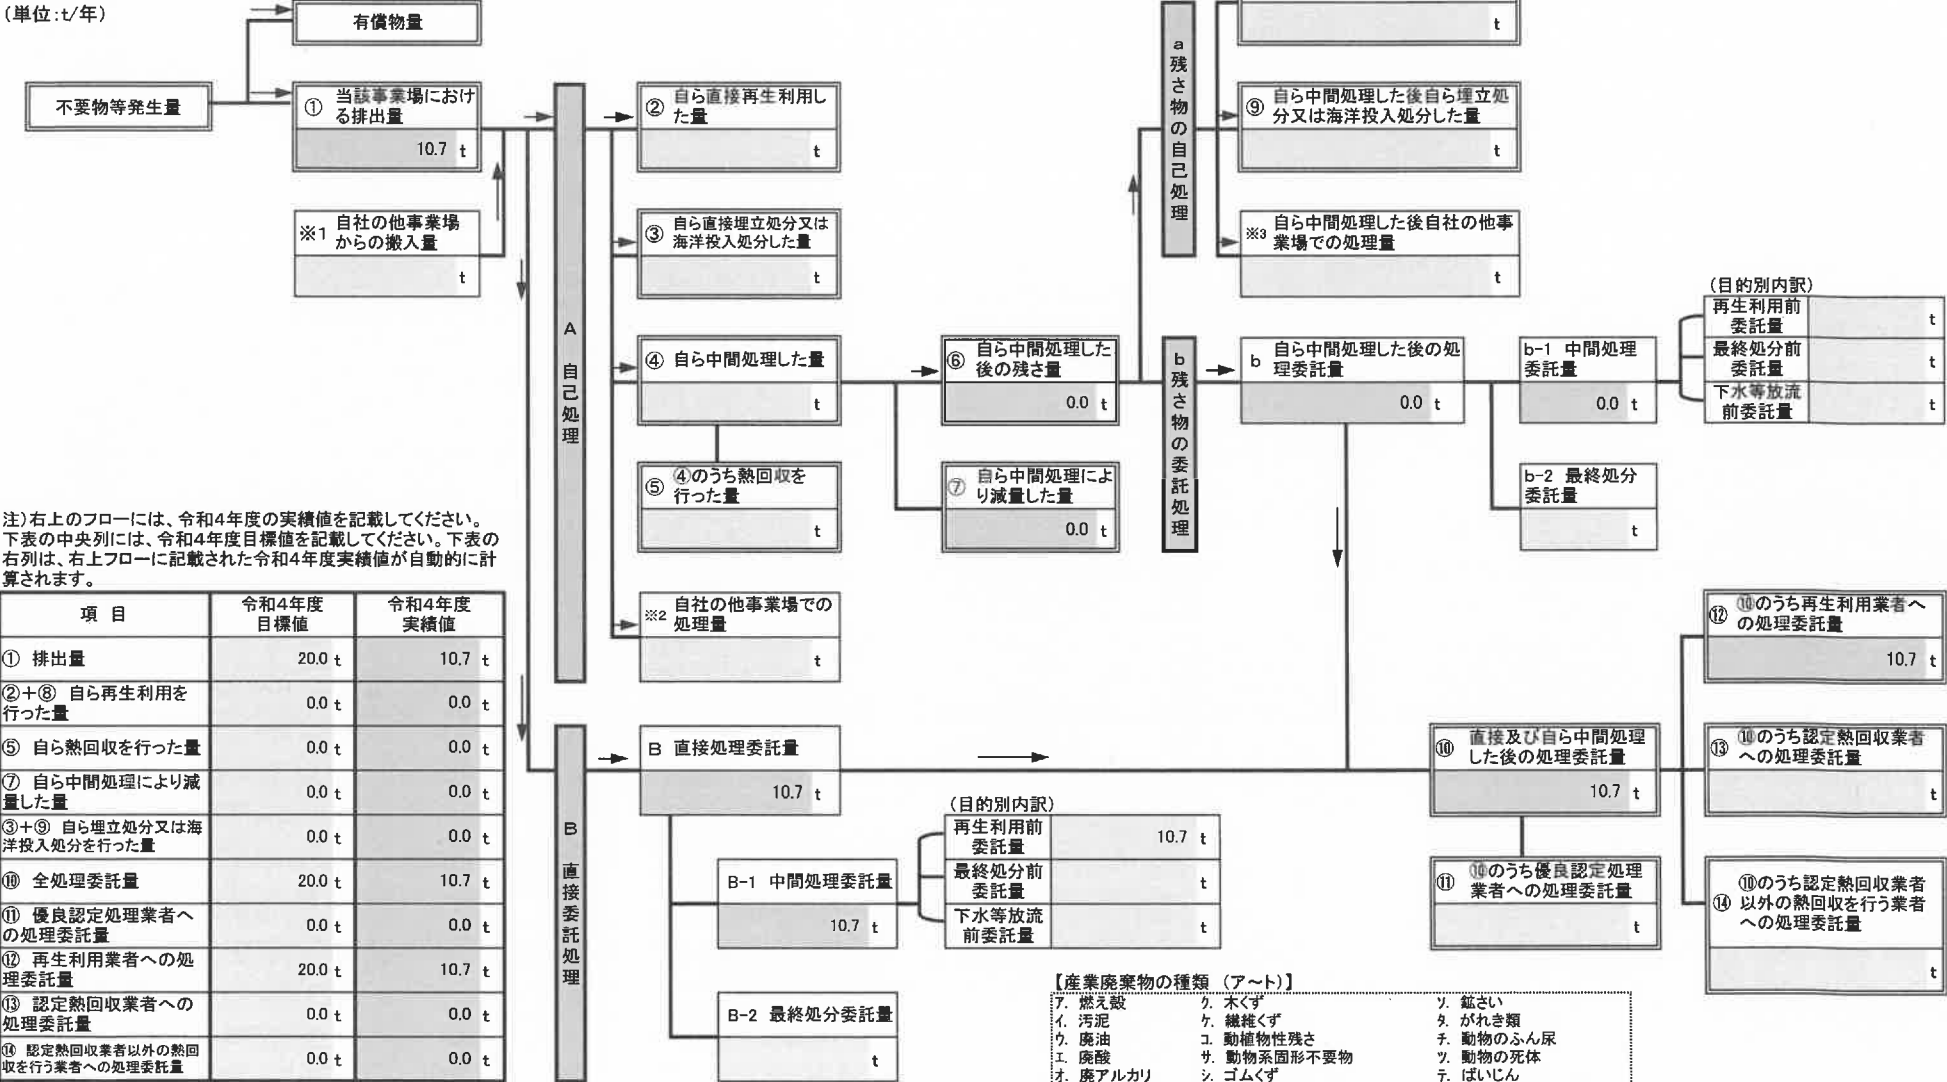 (単位:t/年)
有償物量
不要物等発生量
① 当該事業場におけ
る排出量
10.7 t
※1 自社の他事業場
からの搬入量
t
A 自己処理
② 自ら直接再生利用し
た量
t
③ 自ら直接埋立処分又は
海洋投入処分した量
t
④ 自ら中間処理した量
t
⑤ ④のうち熱回収を
行った量
t
※2 自社の他事業場での
処理量
t
⑥ 自ら中間処理した
後の残さ量
0.0 t
⑦ 自ら中間処理によ
り減量した量
0.0 t
a 残さ物の自己処理
t
⑨ 自ら中間処理した後自ら埋立処
分又は海洋投入処分した量
t
※3 自ら中間処理した後自社の他事
業場での処理量
t
b 残さ物の委託処理
b 自ら中間処理した後の処
理委託量
0.0 t
b-1 中間処理
委託量
0.0 t
(目的別内訳)
再生利用前
委託量
t
最終処分前
委託量
t
下水等放流
前委託量
t
b-2 最終処分
委託量
t
注)右上のフローには、令和4年度の実績値を記載してください。
下表の中央列には、令和4年度目標値を記載してください。下表の
右列は、右上フローに記載された令和4年度実績値が自動的に計
算されます。
項 目 令和4年度
目標値 令和4年度
実績値
① 排出量 20.0 t 10.7 t
②+⑧ 自ら再生利用を
行った量 0.0 t 0.0 t
⑤ 自ら熱回収を行った量 0.0 t 0.0 t
⑦ 自ら中間処理により減
量した量 0.0 t 0.0 t
③+⑨ 自ら埋立処分又は海
洋投入処分を行った量 0.0 t 0.0 t
⑩ 全処理委託量 20.0 t 10.7 t
⑪ 優良認定処理業者へ
の処理委託量 0.0 t 0.0 t
⑫ 再生利用業者への処
理委託量 20.0 t 10.7 t
⑬ 認定熱回収業者への
処理委託量 0.0 t 0.0 t
⑭ 認定熱回収業者以外の熱回
収を行う業者への処理委託量 0.0 t 0.0 t
B 直接委託処理
B 直接処理委託量
10.7 t
B-1 中間処理委託量
10.7 t
(目的別内訳)
再生利用前
委託量
10.7 t
最終処分前
委託量
t
下水等放流
前委託量
t
B-2 最終処分委託量
t
⑩ 直接及び自ら中間処理
した後の処理委託量
10.7 t
⑪ ⑩のうち優良認定処理
業者への処理委託量
t
⑫ ⑩のうち再生利用業者へ
の処理委託量
10.7 t
⑬ ⑩のうち認定熱回収業者
への処理委託量
t
⑭ ⑩のうち認定熱回収業者
以外の熱回収を行う業者
への処理委託量
t
【産業廃棄物の種類 (ア~ト)】
ア. 燃え殻 ク. 木くず ソ. 鉱さい
イ. 汚泥 ケ. 繊維くず タ. がれき類
ウ. 廃油 コ. 動植物性残さ チ. 動物のふん尿
エ. 廃酸 サ. 動物系固形不要物 ツ. 動物の死体
オ. 廃アルカリ シ. ゴムくず テ. ばいじん